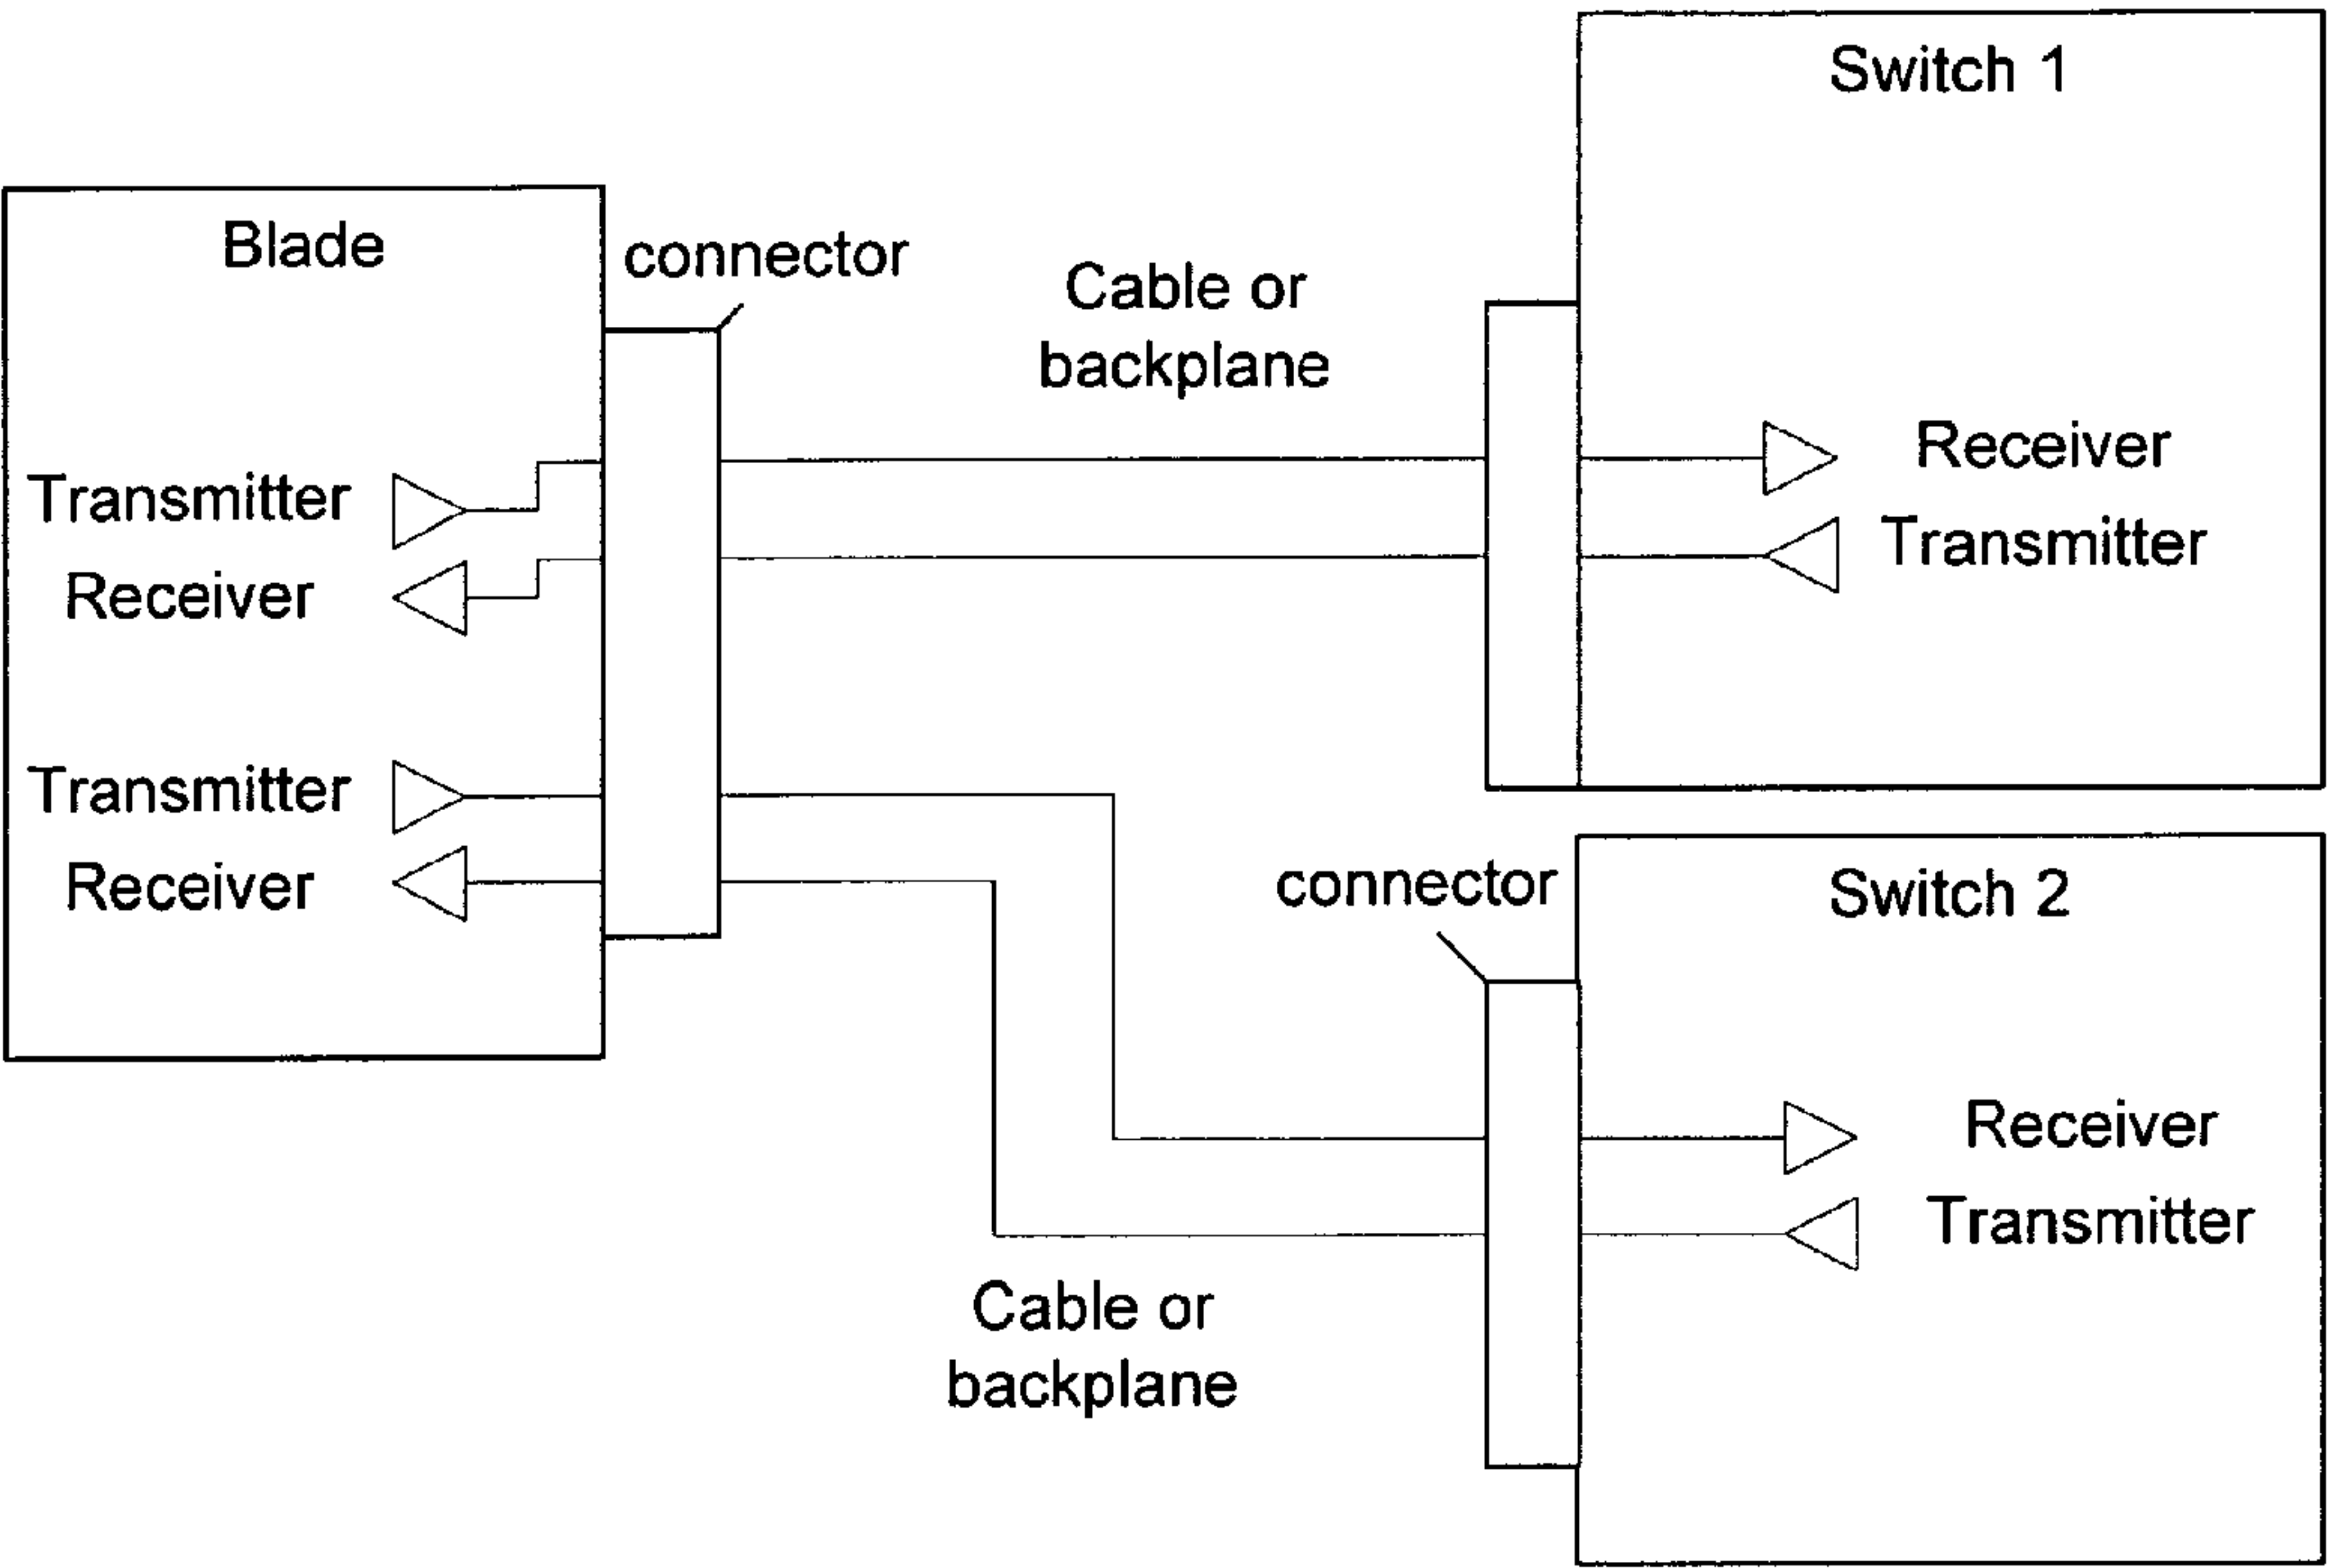 Switch 1
Blade
connector
Cable or
backplane
Receiver
Transmitter
Transmitter
Receiver
Transmitter
Receiver
connector
Switch 2
Receiver
Transmitter
Cable or
backplane